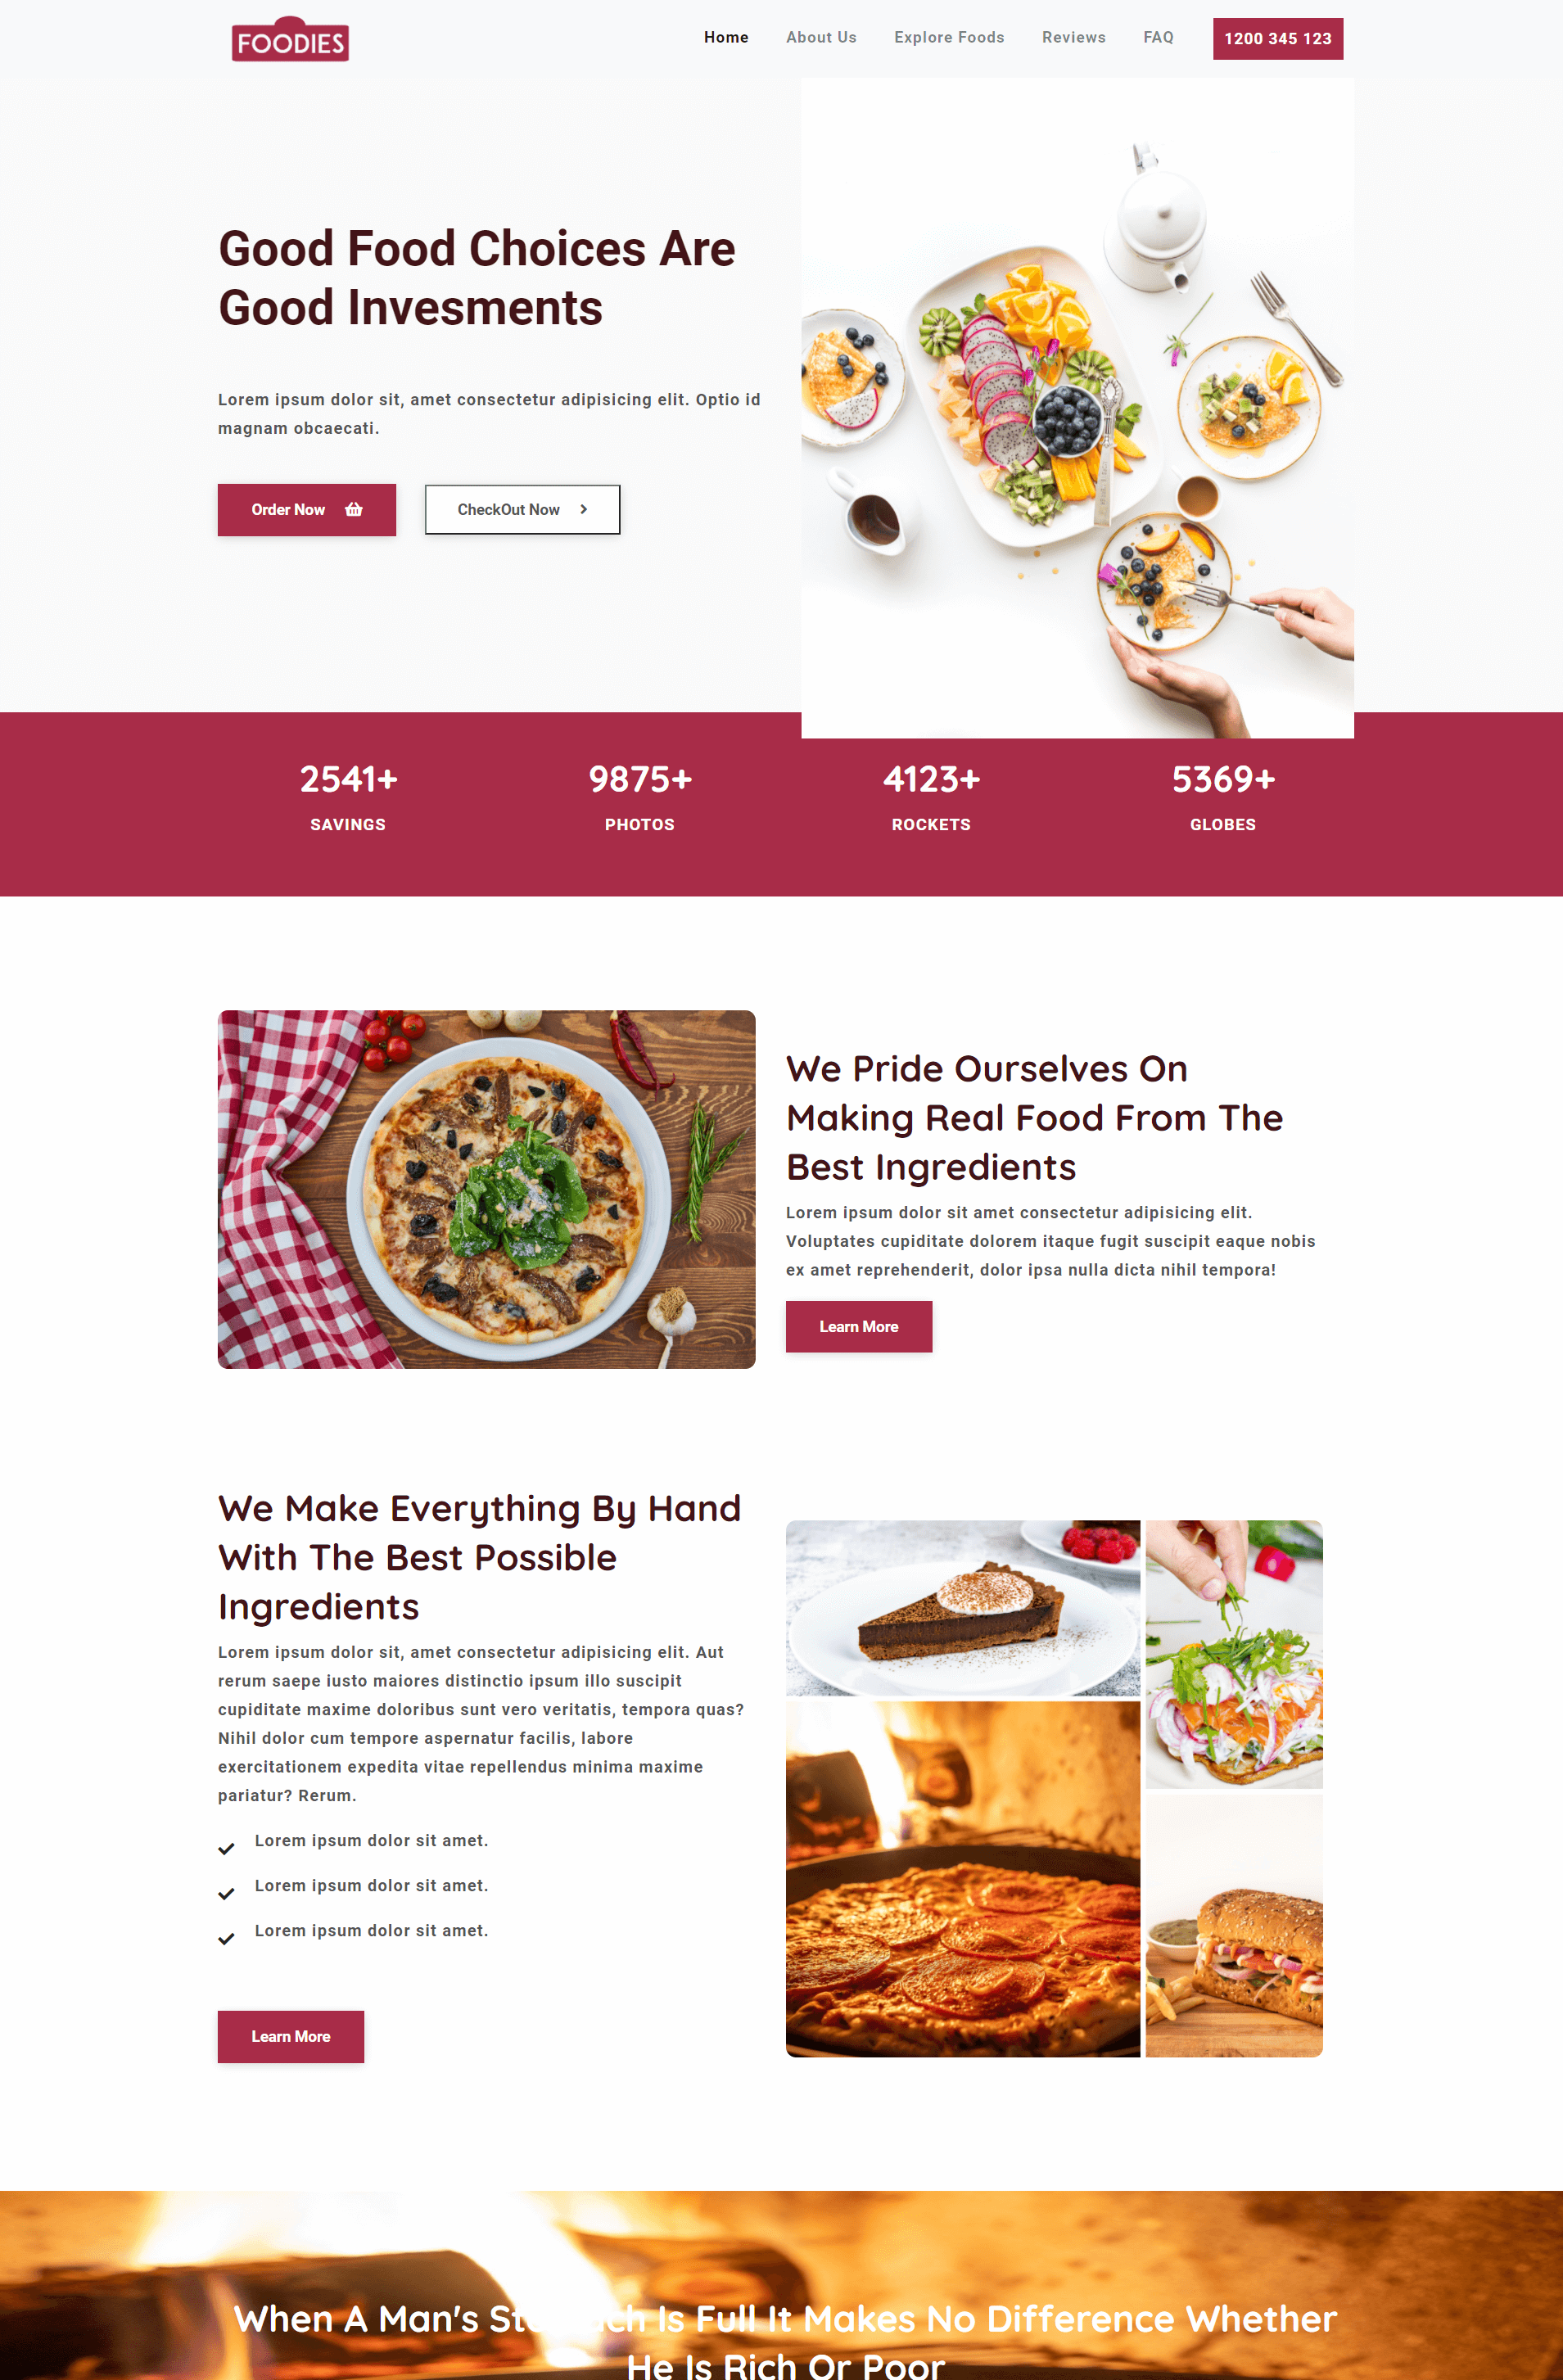 FOODIES
Home About Us Explore Foods Reviews FAQ 1200 345 123
Good Food Choices Are
Good Invesments
Lorem ipsum dolor sit, amet consectetur adipisicing elit. Optio id
magnam obcaecati.
Order Now CheckOut Now
2541+ 9875+ 4123+ 5369+
SAVINGS PHOTOS ROCKETS GLOBES
We Pride Ourselves On
Making Real Food From The
Best Ingredients
Lorem ipsum dolor sit amet consectetur adipisicing elit.
Voluptates cupiditate dolorem itaque fugit suscipit eaque nobis
ex amet reprehenderit, dolor ipsa nulla dicta nihil tempora!
Learn More
We Make Everything By Hand
With The Best Possible
Ingredients
Lorem ipsum dolor sit, amet consectetur adipisicing elit. Aut
rerum saepe iusto maiores distinctio ipsum illo suscipit
cupiditate maxime doloribus sunt vero veritatis, tempora quas?
Nihil dolor cum tempore aspernatur facilis, labore
exercitationem expedita vitae repellendus minima maxime
pariatur? Rerum.
Lorem ipsum dolor sit amet.
Lorem ipsum dolor sit amet.
Lorem ipsum dolor sit amet.
Learn More
When A Man's Stomach Is Full It Makes No Difference Whether
He Is Rich Or Poor